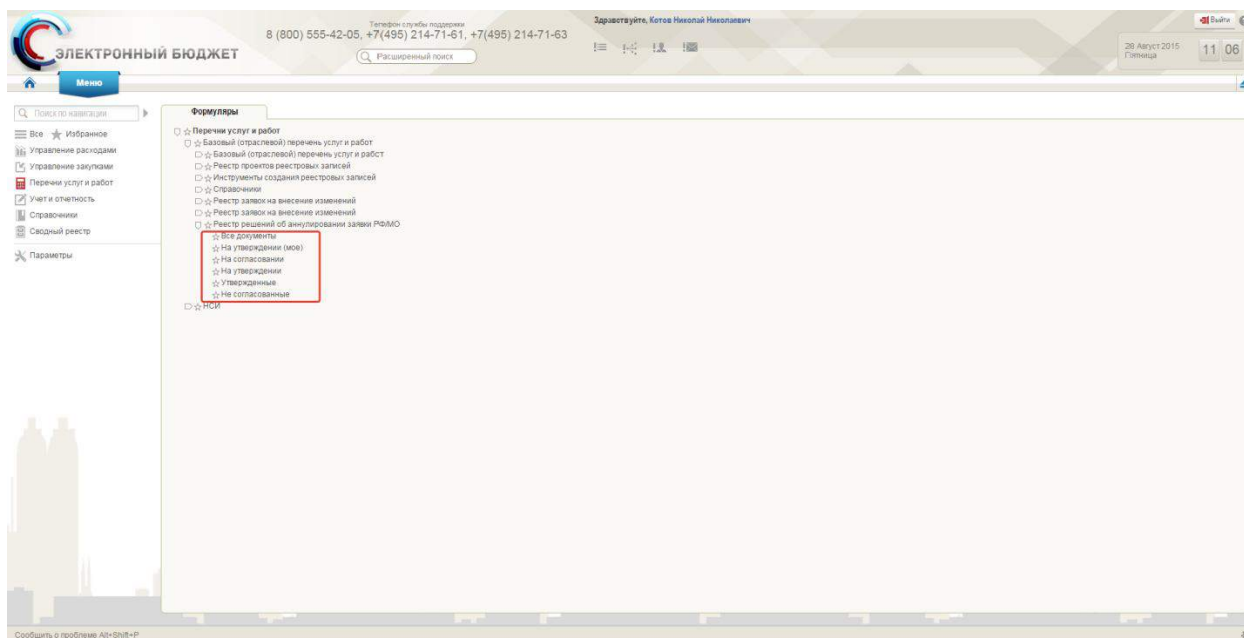 Телефон службы поддержки
8 (800) 555-42-05, +7(495) 214-71-61, +7(495) 214-71-63
Здравствуйте, Котов Николай Николаевич
Выйти
ЭЛЕКТРОННЫЙ БЮДЖЕТ
Расширенный поиск
28 Август 2015
Пятница
11 06
Меню
Поиск по навигации
Все Избранное
Управление расходами
Управление закупками
Перечни услуг и работ
Учет и отчетность
Справочники
Сводный реестр
Параметры
Формуляры
Перечни услуг и работ
Базовый (отраслевой) перечень услуг и работ
Базовый (отраслевой) перечень услуг и работ
Реестр проектов реестровых записей
Инструменты создания реестровых записей
Справочники
Реестр заявок на внесение изменений
Реестр заявок на внесение изменений
Реестр решений об аннулировании заявки РФ/МО
Все документы
На утверждении (мое)
На согласовании
На утверждении
Утвержденные
Не согласованные
НСИ
Сообщить о проблеме Alt+Shift+P